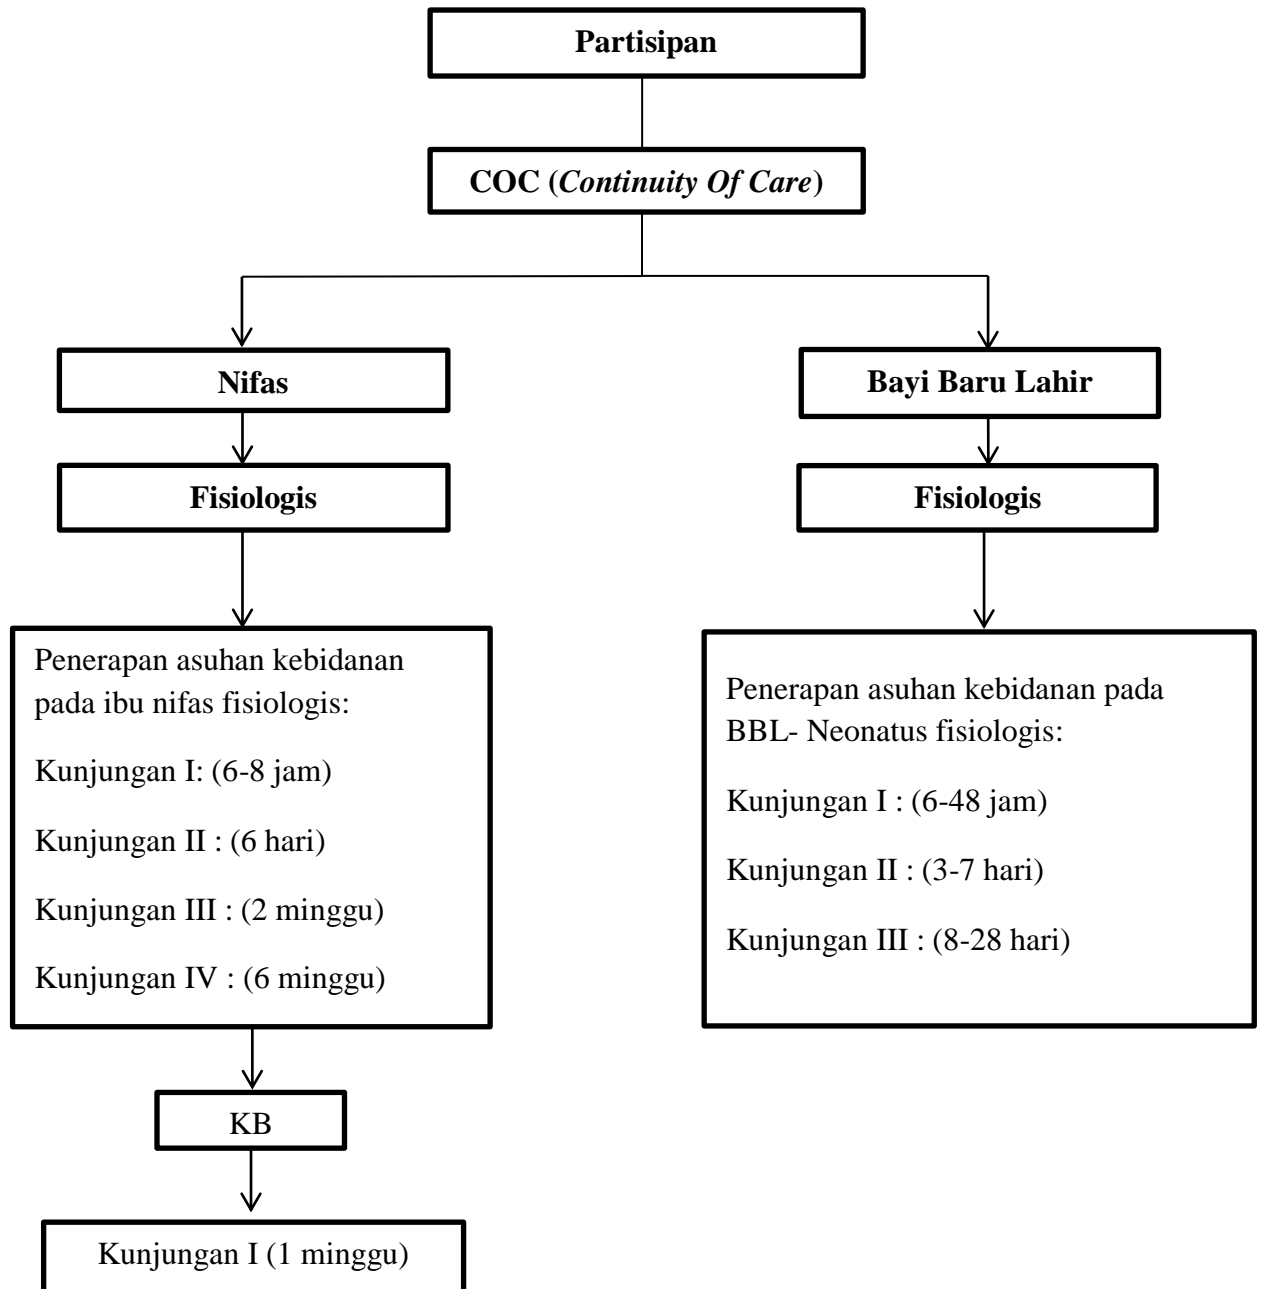 Partisipan
COC (Continuity Of Care)
Nifas
Bayi Baru Lahir
Fisiologis
Fisiologis
Penerapan asuhan kebidanan
pada ibu nifas fisiologis:
Kunjungan I: (6-8 jam)
Kunjungan II : (6 hari)
Kunjungan III : (2 minggu)
Kunjungan IV : (6 minggu)
Penerapan asuhan kebidanan pada
BBL- Neonatus fisiologis:
Kunjungan I : (6-48 jam)
Kunjungan II : (3-7 hari)
Kunjungan III : (8-28 hari)
KB
Kunjungan I (1 minggu)